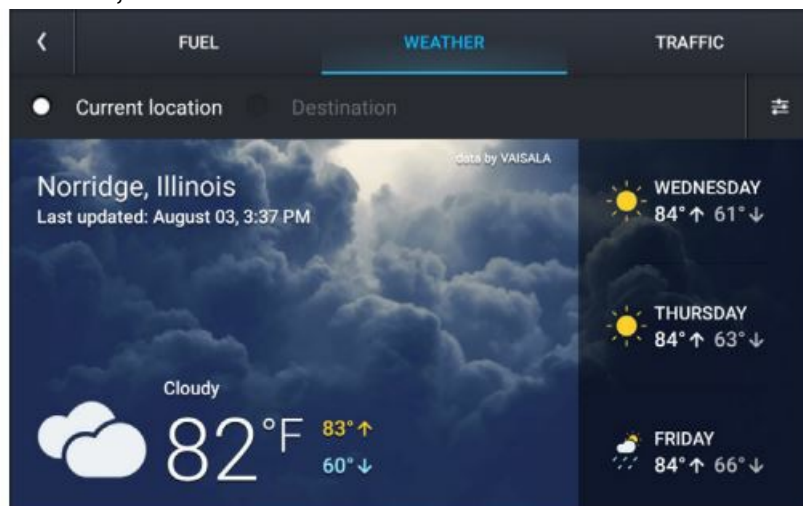 FUEL
WEATHER
TRAFFIC
Current location
Destination
data by VAISALA
Norridge, Illinois
Last updated: August 03, 3:37 PM
Cloudy
82°F
83°↑
60°↓
WEDNESDAY
84°↑ 61°↓
THURSDAY
84°↑ 63°↓
FRIDAY
84°↑ 66°↓